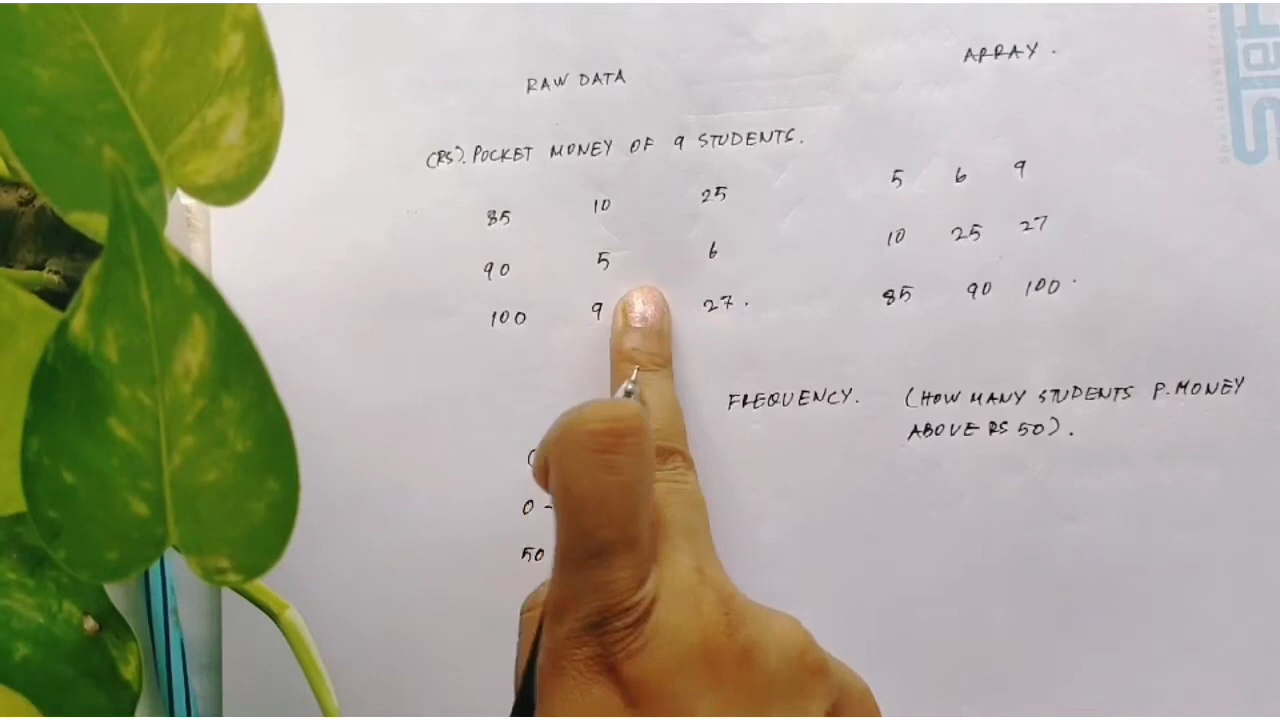 RAW DATA
(RS). POCKET MONEY OF 9 STUDENTS.
85 10 25
90 5 6
100 9 27.
ARRAY.
5 6 9
10 25 27
85 90 100.
FREQUENCY. (HOW MANY STUDENTS P. MONEY
ABOVE RS 50).
0 -
50